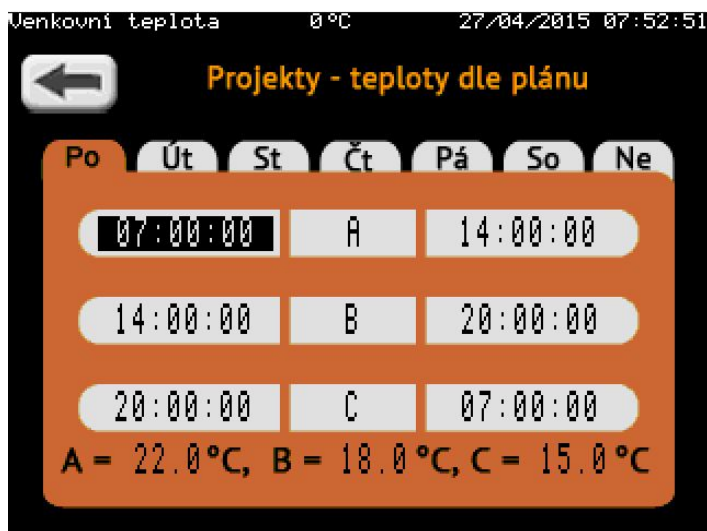 Venkovní teplota 0°C 27/04/2015 07:52:51
Projekty - teploty dle plánu
Po Út St Čt Pá So Ne
07:00:00 A 14:00:00
14:00:00 B 20:00:00
20:00:00 C 07:00:00
A = 22.0°C, B = 18.0°C, C = 15.0°C